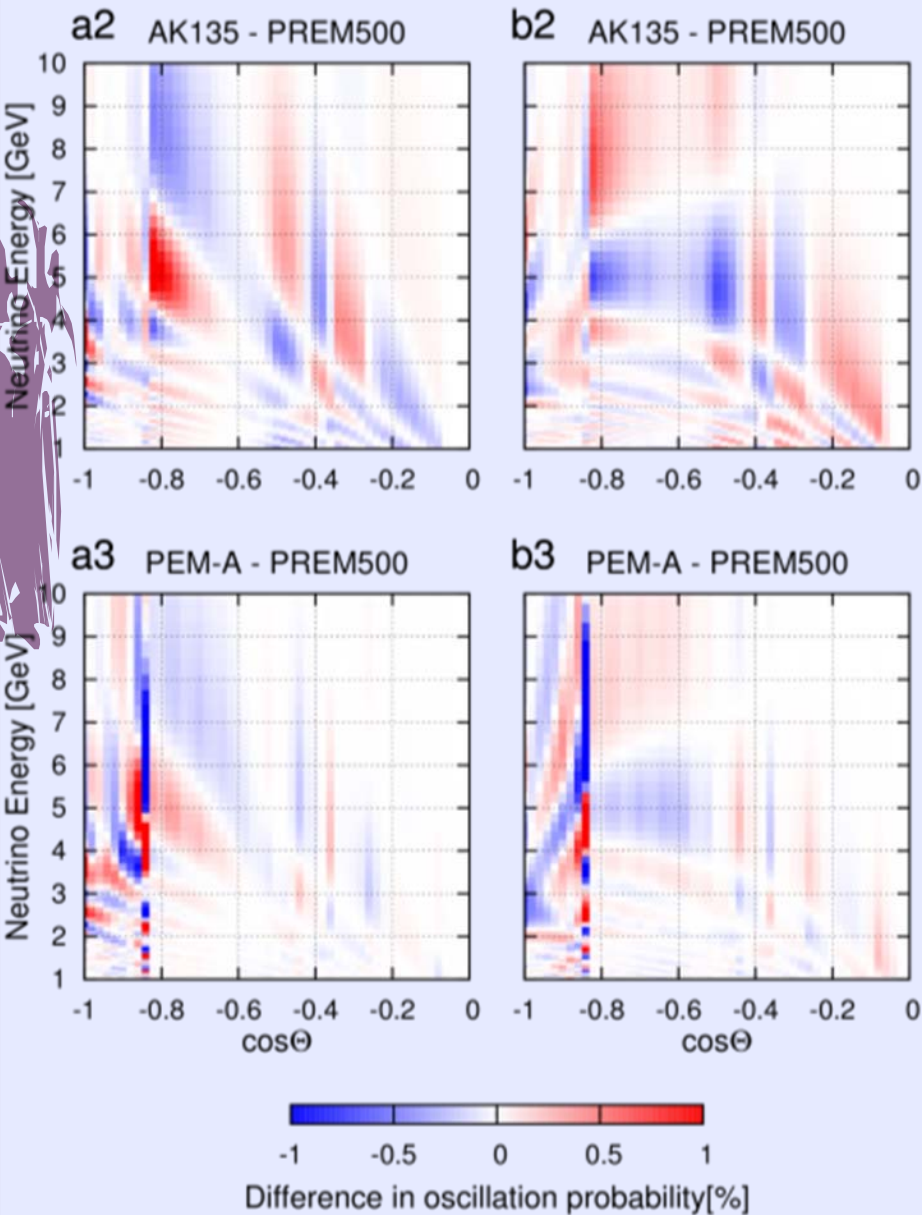 a2 AK135 - PREM500
b2 AK135 - PREM500
Neutrino Energy [GeV]
10
9
8
7
6
5
4
3
2
1
-1 -0.8 -0.6 -0.4 -0.2 0
-1 -0.8 -0.6 -0.4 -0.2 0
a3 PEM-A - PREM500
b3 PEM-A - PREM500
Neutrino Energy [GeV]
10
9
8
7
6
5
4
3
2
1
-1 -0.8 -0.6 -0.4 -0.2 0
-1 -0.8 -0.6 -0.4 -0.2 0
cosΘ
cosΘ
-1 -0.5 0 0.5 1
Difference in oscillation probability[%]